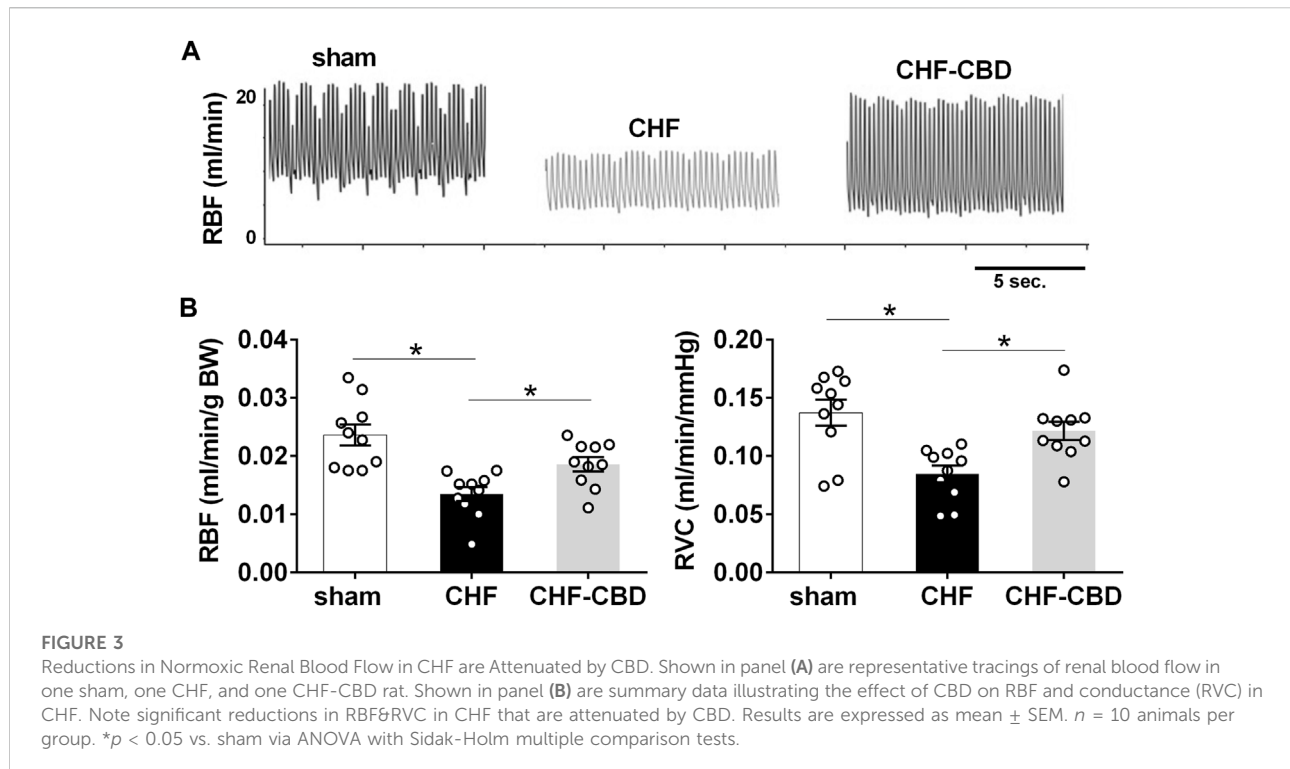 A
sham
CHF
CHF-CBD
RBF (ml/min)
20
0
5 sec.
B
RBF (ml/min/g BW)
0.04
0.03
0.02
0.01
0.00
*
*
sham CHF CHF-CBD
RVC (ml/min/mmHg)
0.20
0.15
0.10
0.05
0.00
*
*
sham CHF CHF-CBD
FIGURE 3
Reductions in Normoxic Renal Blood Flow in CHF are Attenuated by CBD. Shown in panel (A) are representative tracings of renal blood flow in
one sham, one CHF, and one CHF-CBD rat. Shown in panel (B) are summary data illustrating the effect of CBD on RBF and conductance (RVC) in
CHF. Note significant reductions in RBF&RVC in CHF that are attenuated by CBD. Results are expressed as mean ± SEM. n = 10 animals per
group. *p < 0.05 vs. sham via ANOVA with Sidak-Holm multiple comparison tests.